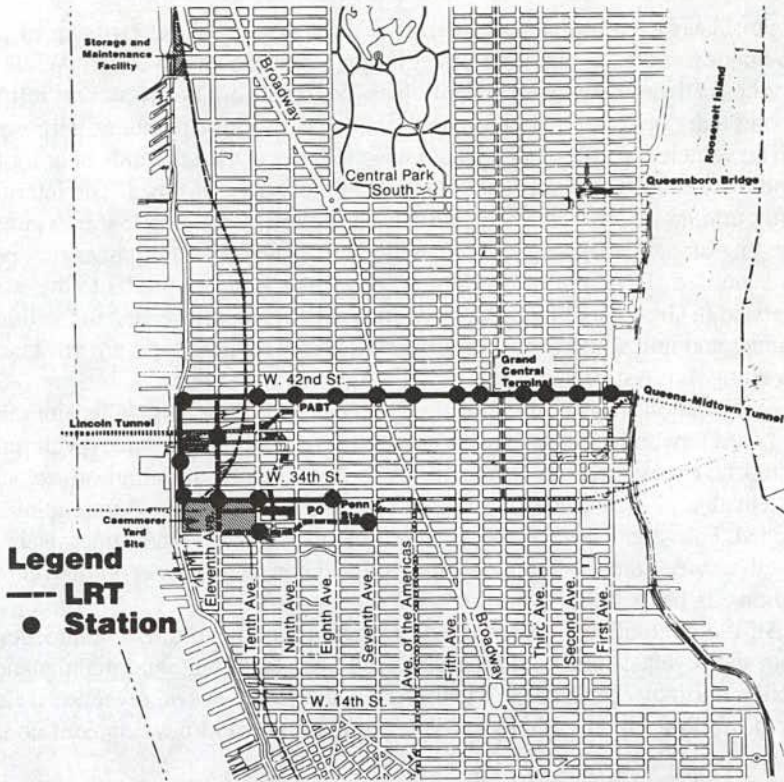 Storage and
Maintenance
Facility
Broadway
Roosevelt Island
Central Park
South
Queensboro Bridge
W. 42nd St.
Grand
Central
Terminal
PABT
Queens-Midtown Tunnel
Lincoln Tunnel
W. 34th St.
PO
Penn
Sta.
Caemmerer
Yard
Site
Legend
LRT
Station
Eleventh Ave.
Tenth Ave.
Ninth Ave.
Eighth Ave.
Seventh Ave.
Ave. of the Americas
Fifth Ave.
Broadway
Third Ave.
Second Ave.
First Ave.
W. 14th St.